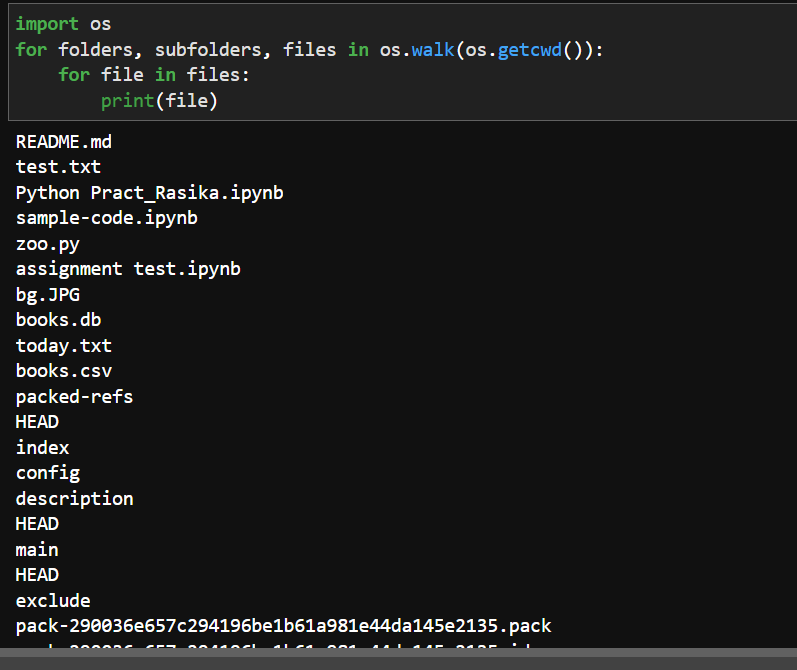 import os
for folders, subfolders, files in os.walk(os.getcwd()):
    for file in files:
        print(file)
README.md
test.txt
Python Pract_Rasika.ipynb
sample-code.ipynb
zoo.py
assignment test.ipynb
bg.JPG
books.db
today.txt
books.csv
packed-refs
HEAD
index
config
description
HEAD
main
HEAD
exclude
pack-290036e657c294196be1b61a981e44da145e2135.pack